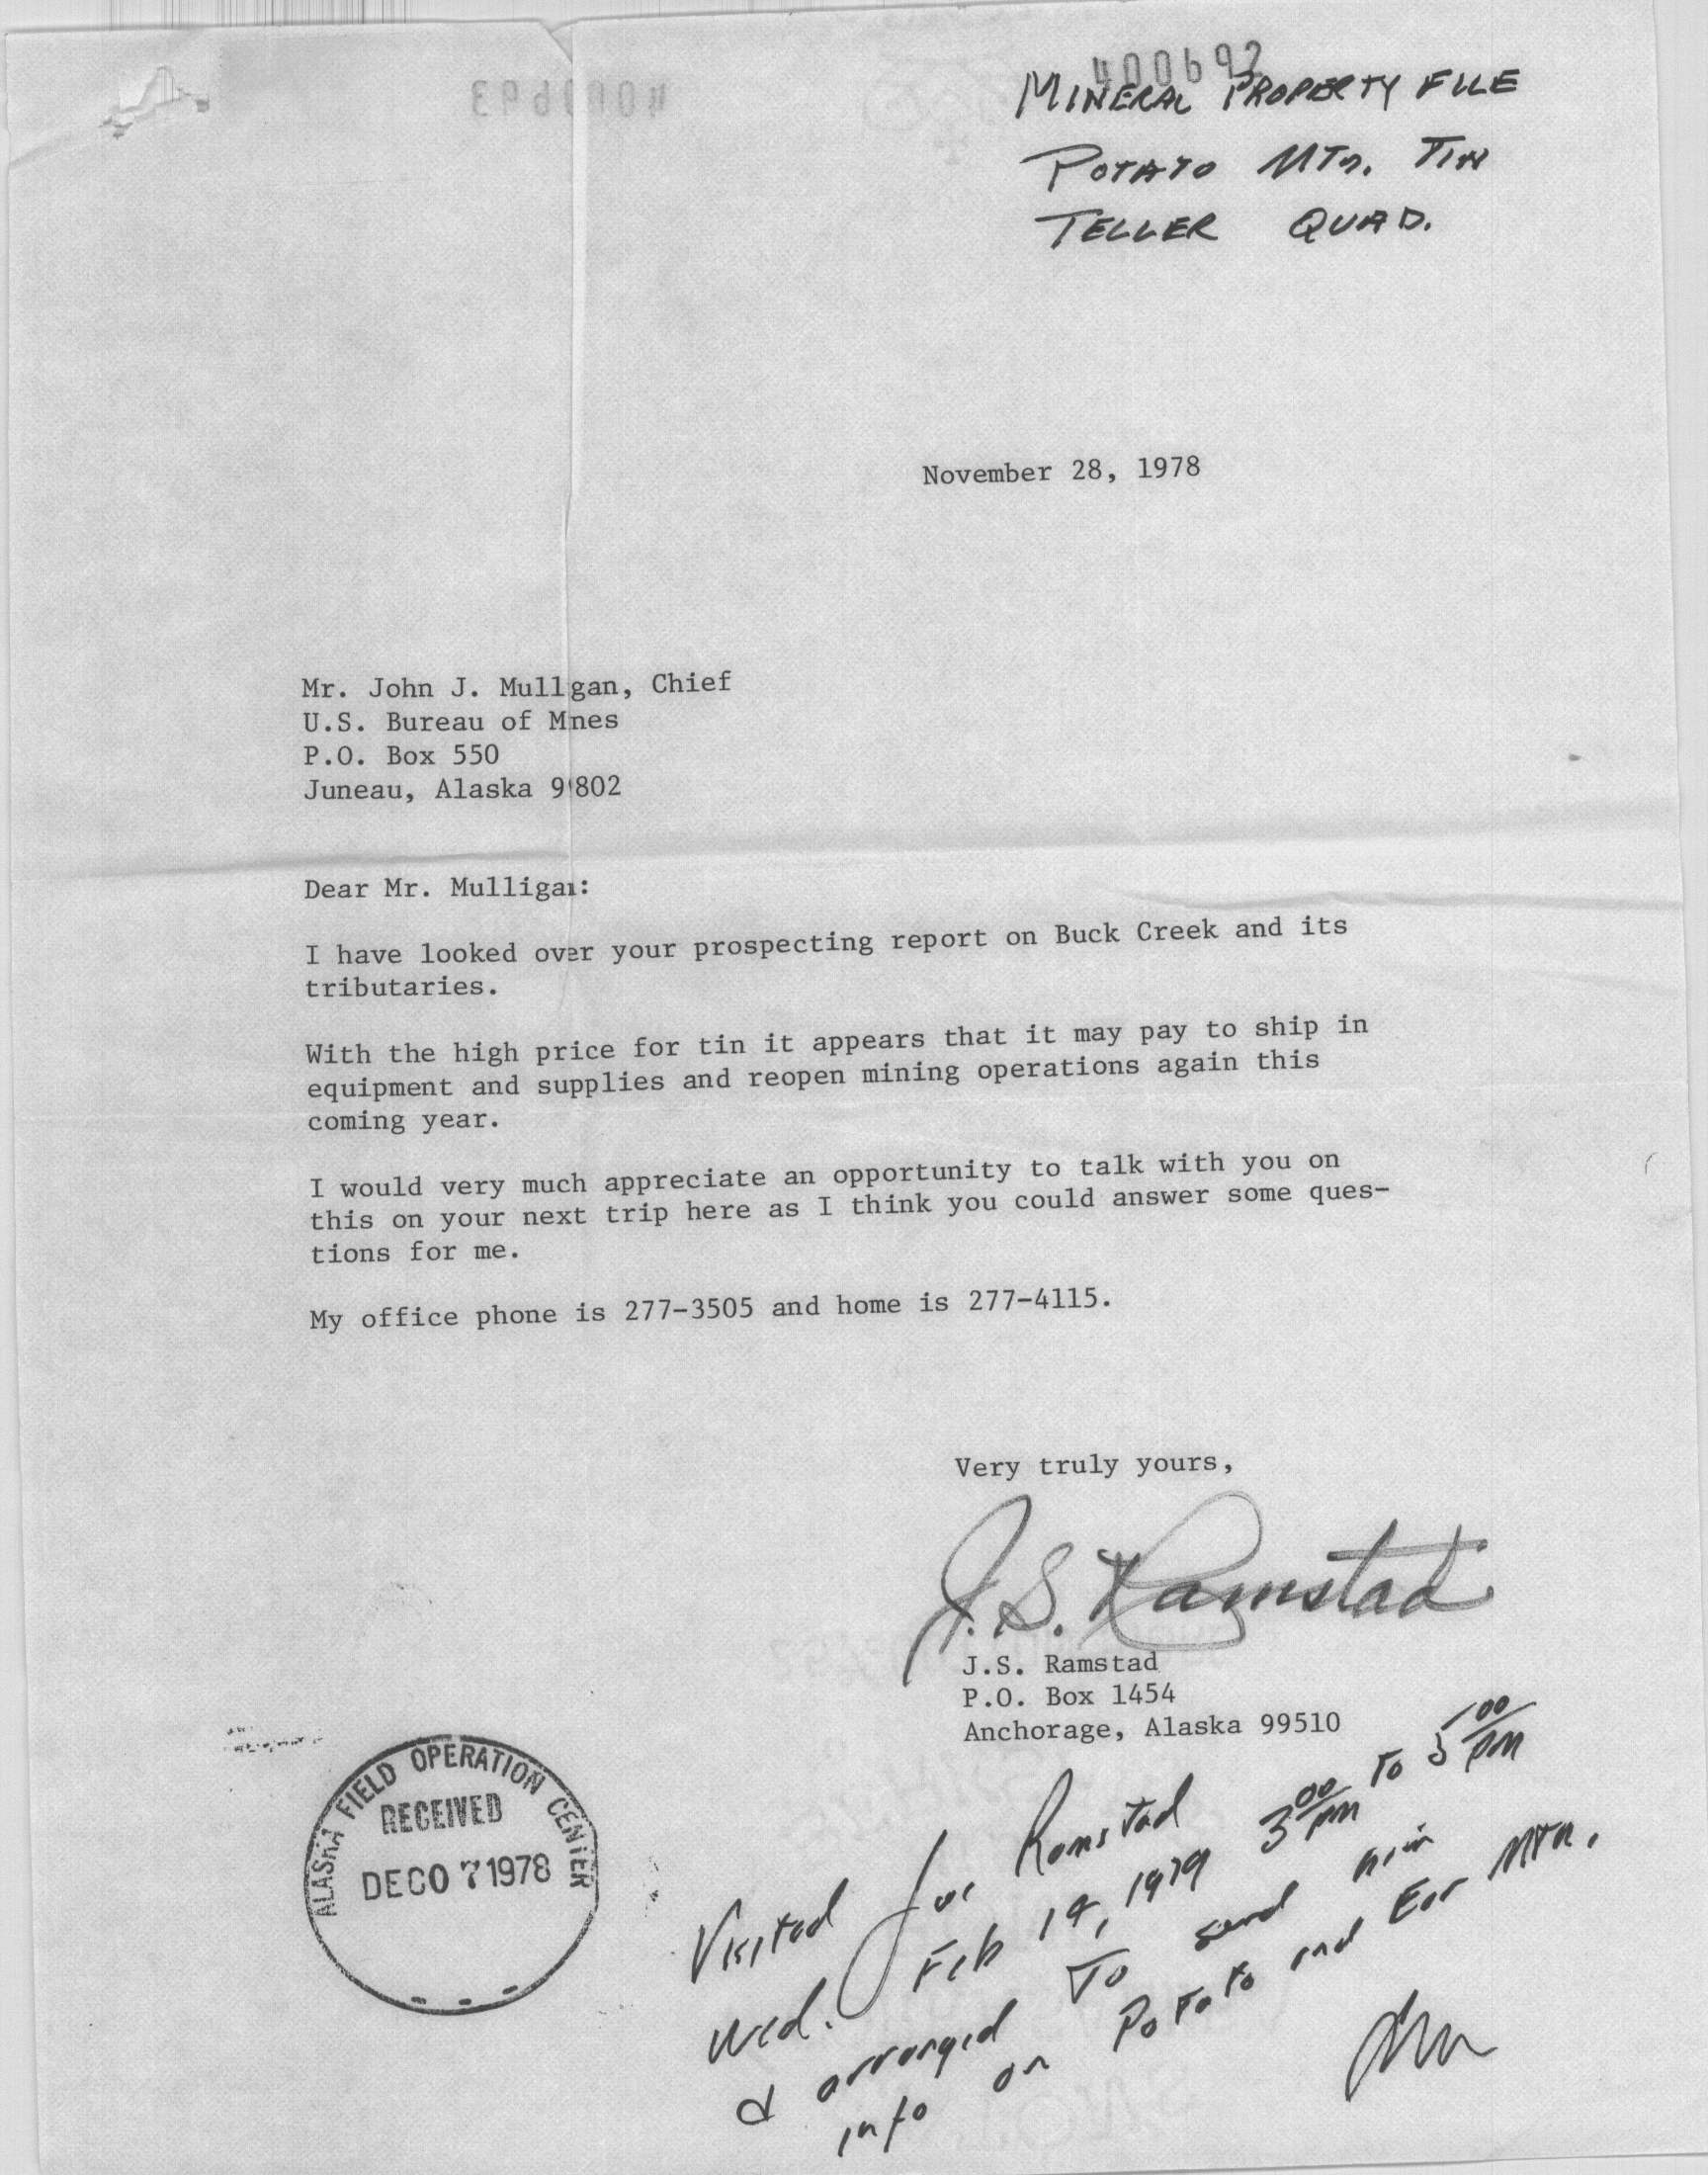 400693
MINERAL PROPERTY FILE
POTATO MTN. TIN
TELLER QUAD.
November 28, 1978
Mr. John J. Mullgan, Chief
U.S. Bureau of Mnes
P.O. Box 550
Juneau, Alaska 9802
Dear Mr. Mulligan:
I have looked over your prospecting report on Buck Creek and its
tributaries.
With the high price for tin it appears that it may pay to ship in
equipment and supplies and reopen mining operations again this
coming year.
I would very much appreciate an opportunity to talk with you on
this on your next trip here as I think you could answer some ques-
tions for me.
My office phone is 277-3505 and home is 277-4115.
Very truly yours,
J.S. Ramstad
J.S. Ramstad
P.O. Box 1454
Anchorage, Alaska 99510
ALASKA FIELD OPERATION CENTER
RECEIVED
DEC 07 1978
Visited Joe Ramstad
Wed. Feb 14, 1979 3 00 pm to 5 00 pm
& arranged to send him
info on Potato and Ear Mtn.